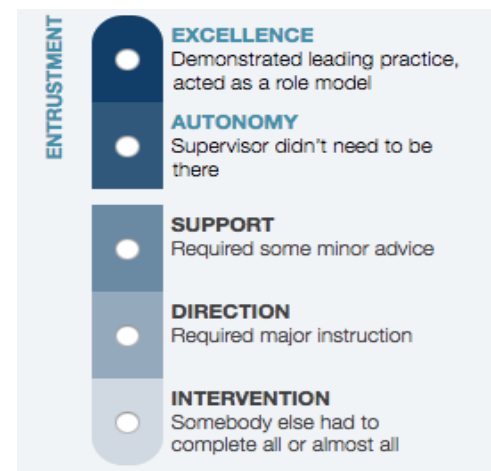 ENTRUSTMENT
EXCELLENCE
Demonstrated leading practice,
acted as a role model
AUTONOMY
Supervisor didn't need to be
there
SUPPORT
Required some minor advice
DIRECTION
Required major instruction
INTERVENTION
Somebody else had to
complete all or almost all